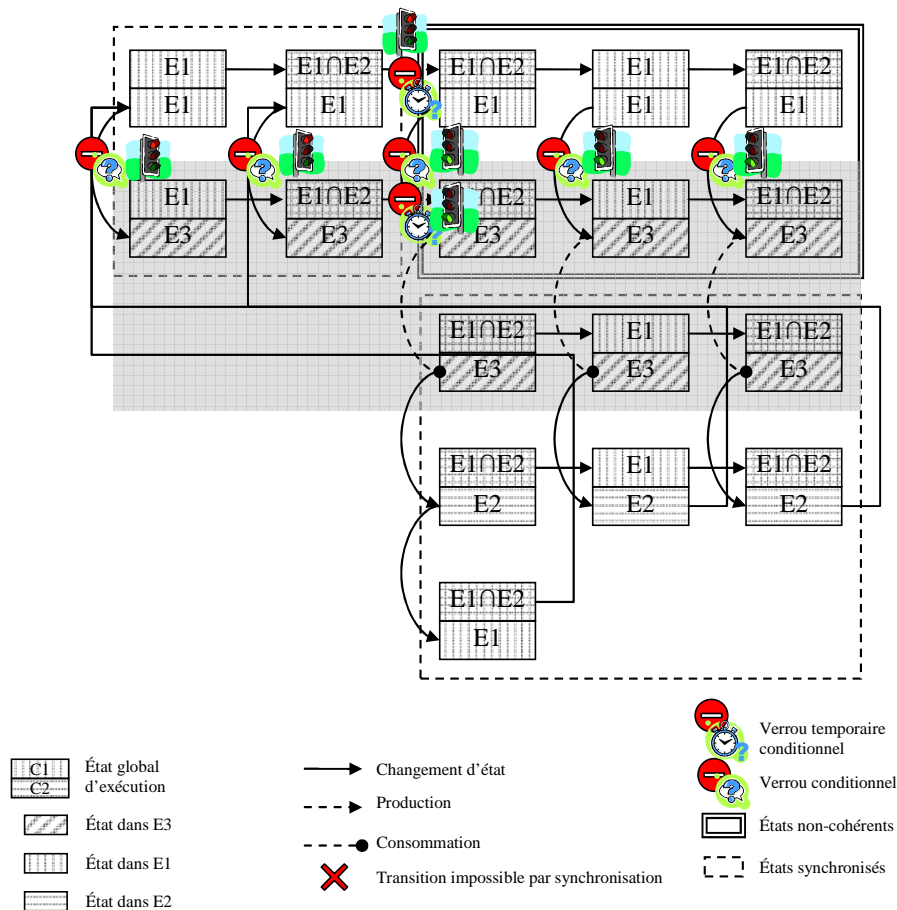 E1 E1∩E2 E1∩E2 E1 E1∩E2
E1 E1 E1 E1 E1
E1 E1∩E2 E1∩E2 E1 E1∩E2
E3 E3 E3 E3 E3
E1∩E2 E1 E1∩E2
E3 E3 E3
E1∩E2 E1 E1∩E2
E2 E2 E2
E1∩E2
E1
C1
C2
État global
d'exécution
État dans E3
État dans E1
État dans E2
Changement d'état
Production
Consommation
Transition impossible par synchronisation
Verrou temporaire
conditionnel
Verrou conditionnel
États non-cohérents
États synchronisés